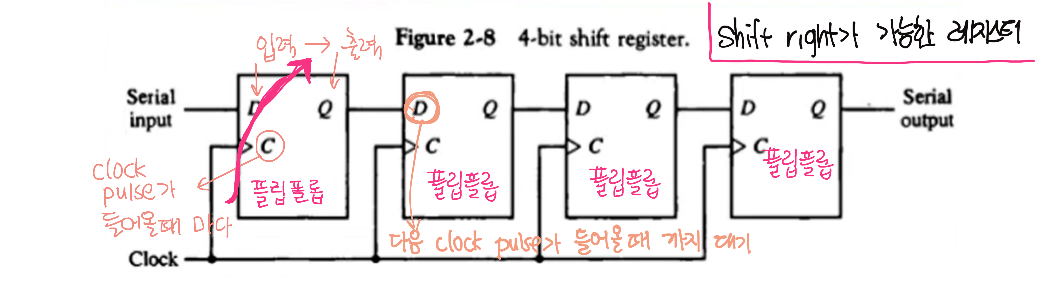 Shift right가 가능한 레지스터
입력 → 출력
Figure 2-8 4-bit shift register.
Serial input
D Q
D Q
D Q
D Q
Serial output
C
C
C
C
clock
pulse가
들어올때 마다
플립플롭
플립플롭
플립플롭
플립플롭
다음 clock pulse가 들어올때 까지 대기
Clock